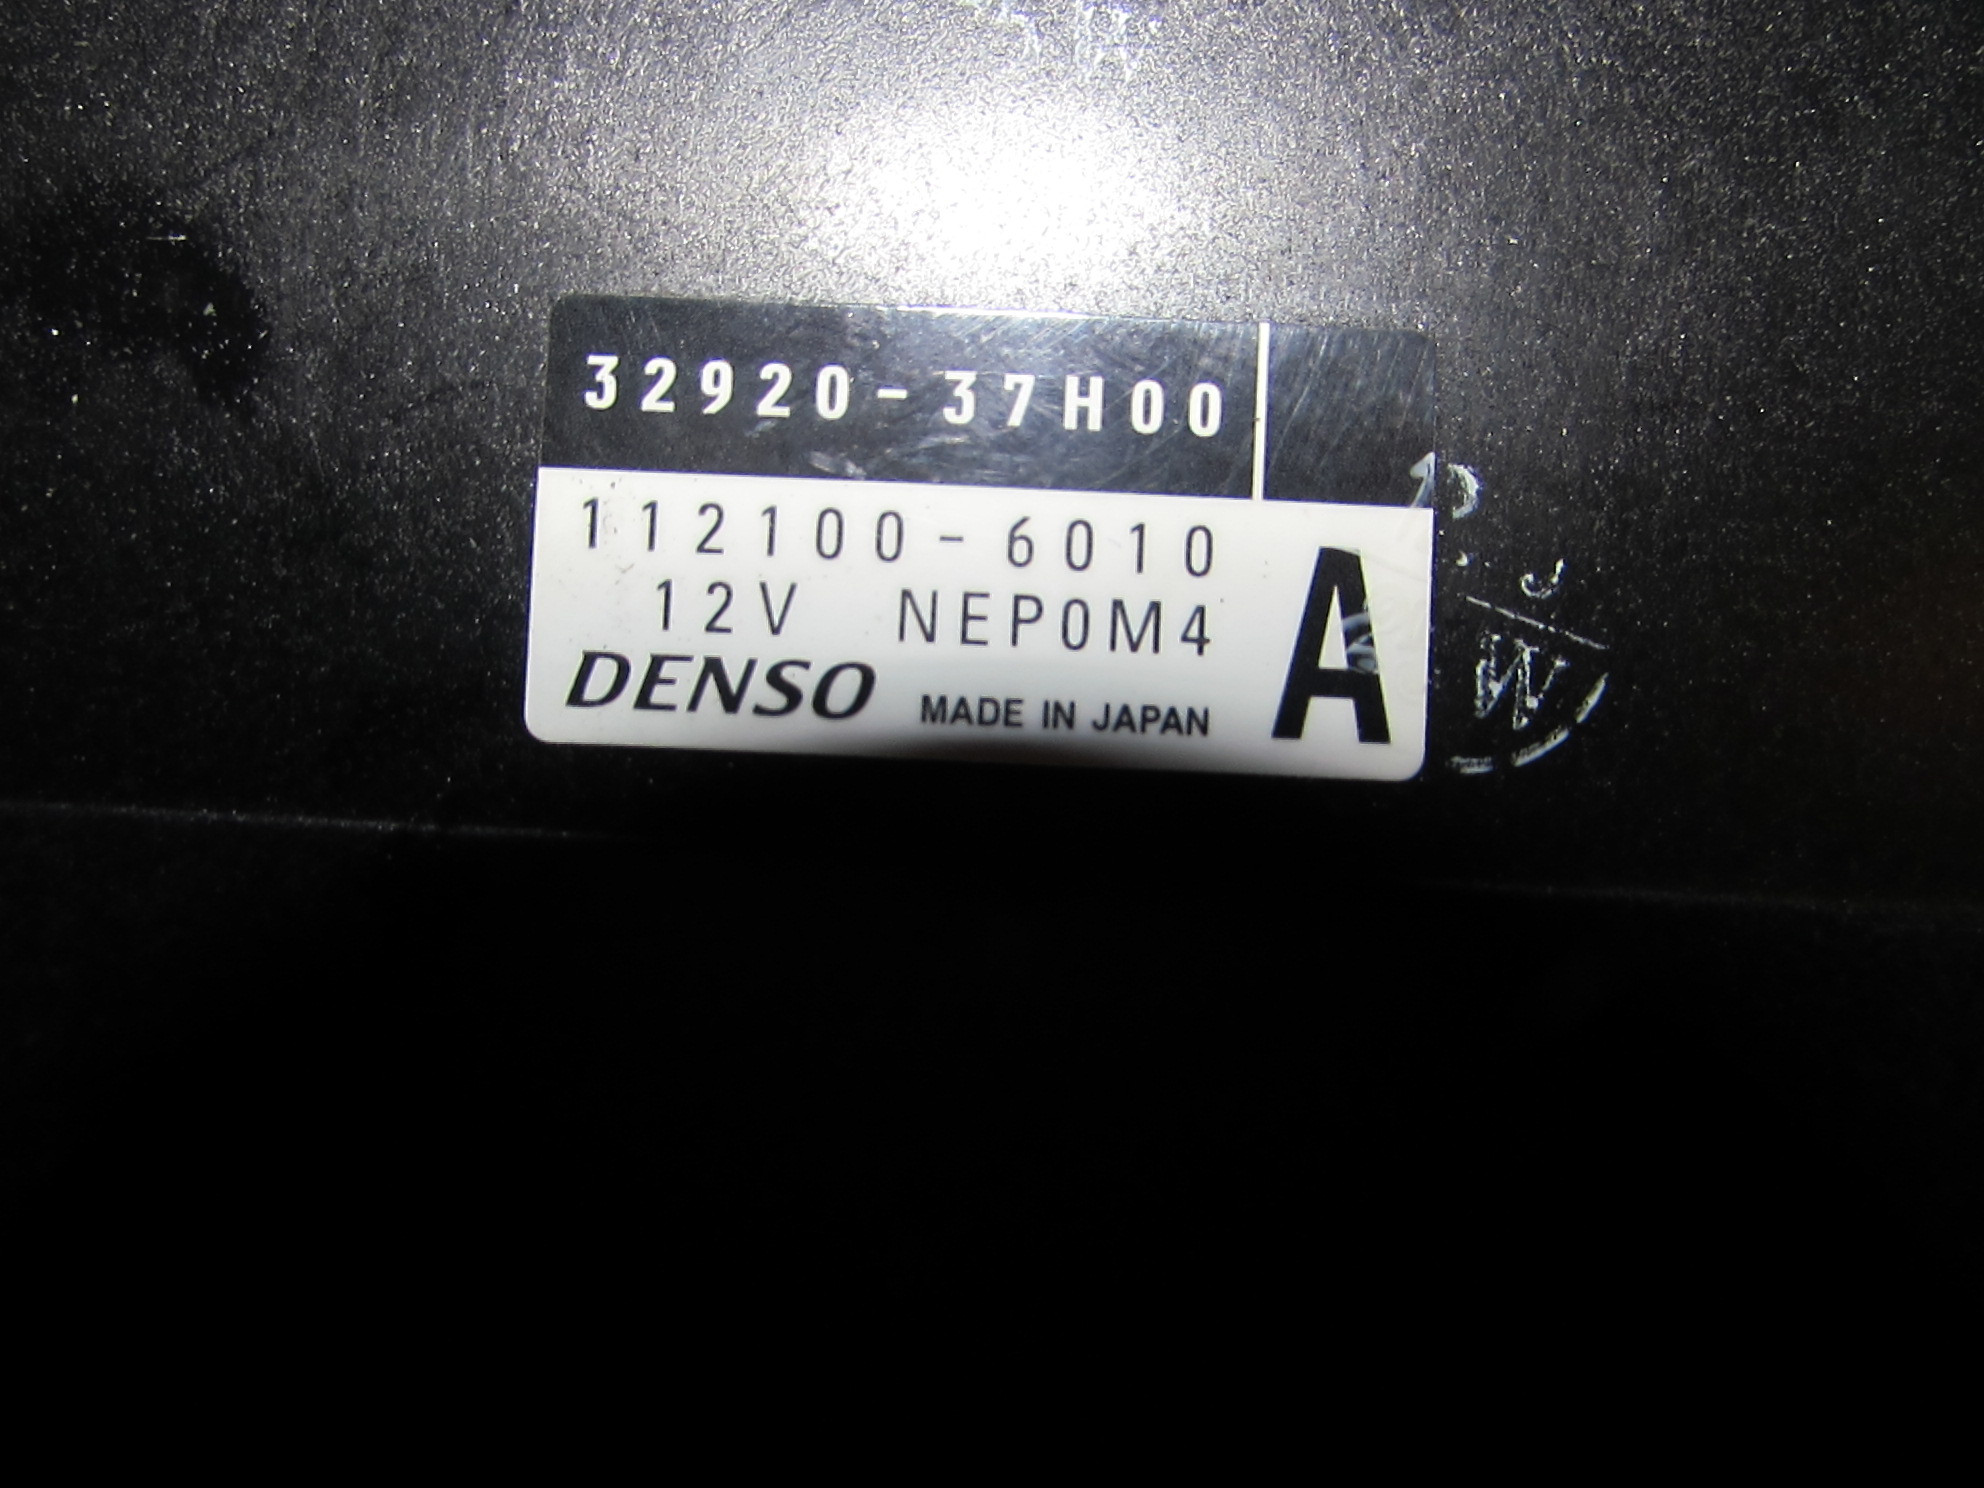 32920-37H00
112100-6010
12V NEP0M4
DENSO MADE IN JAPAN
A
W